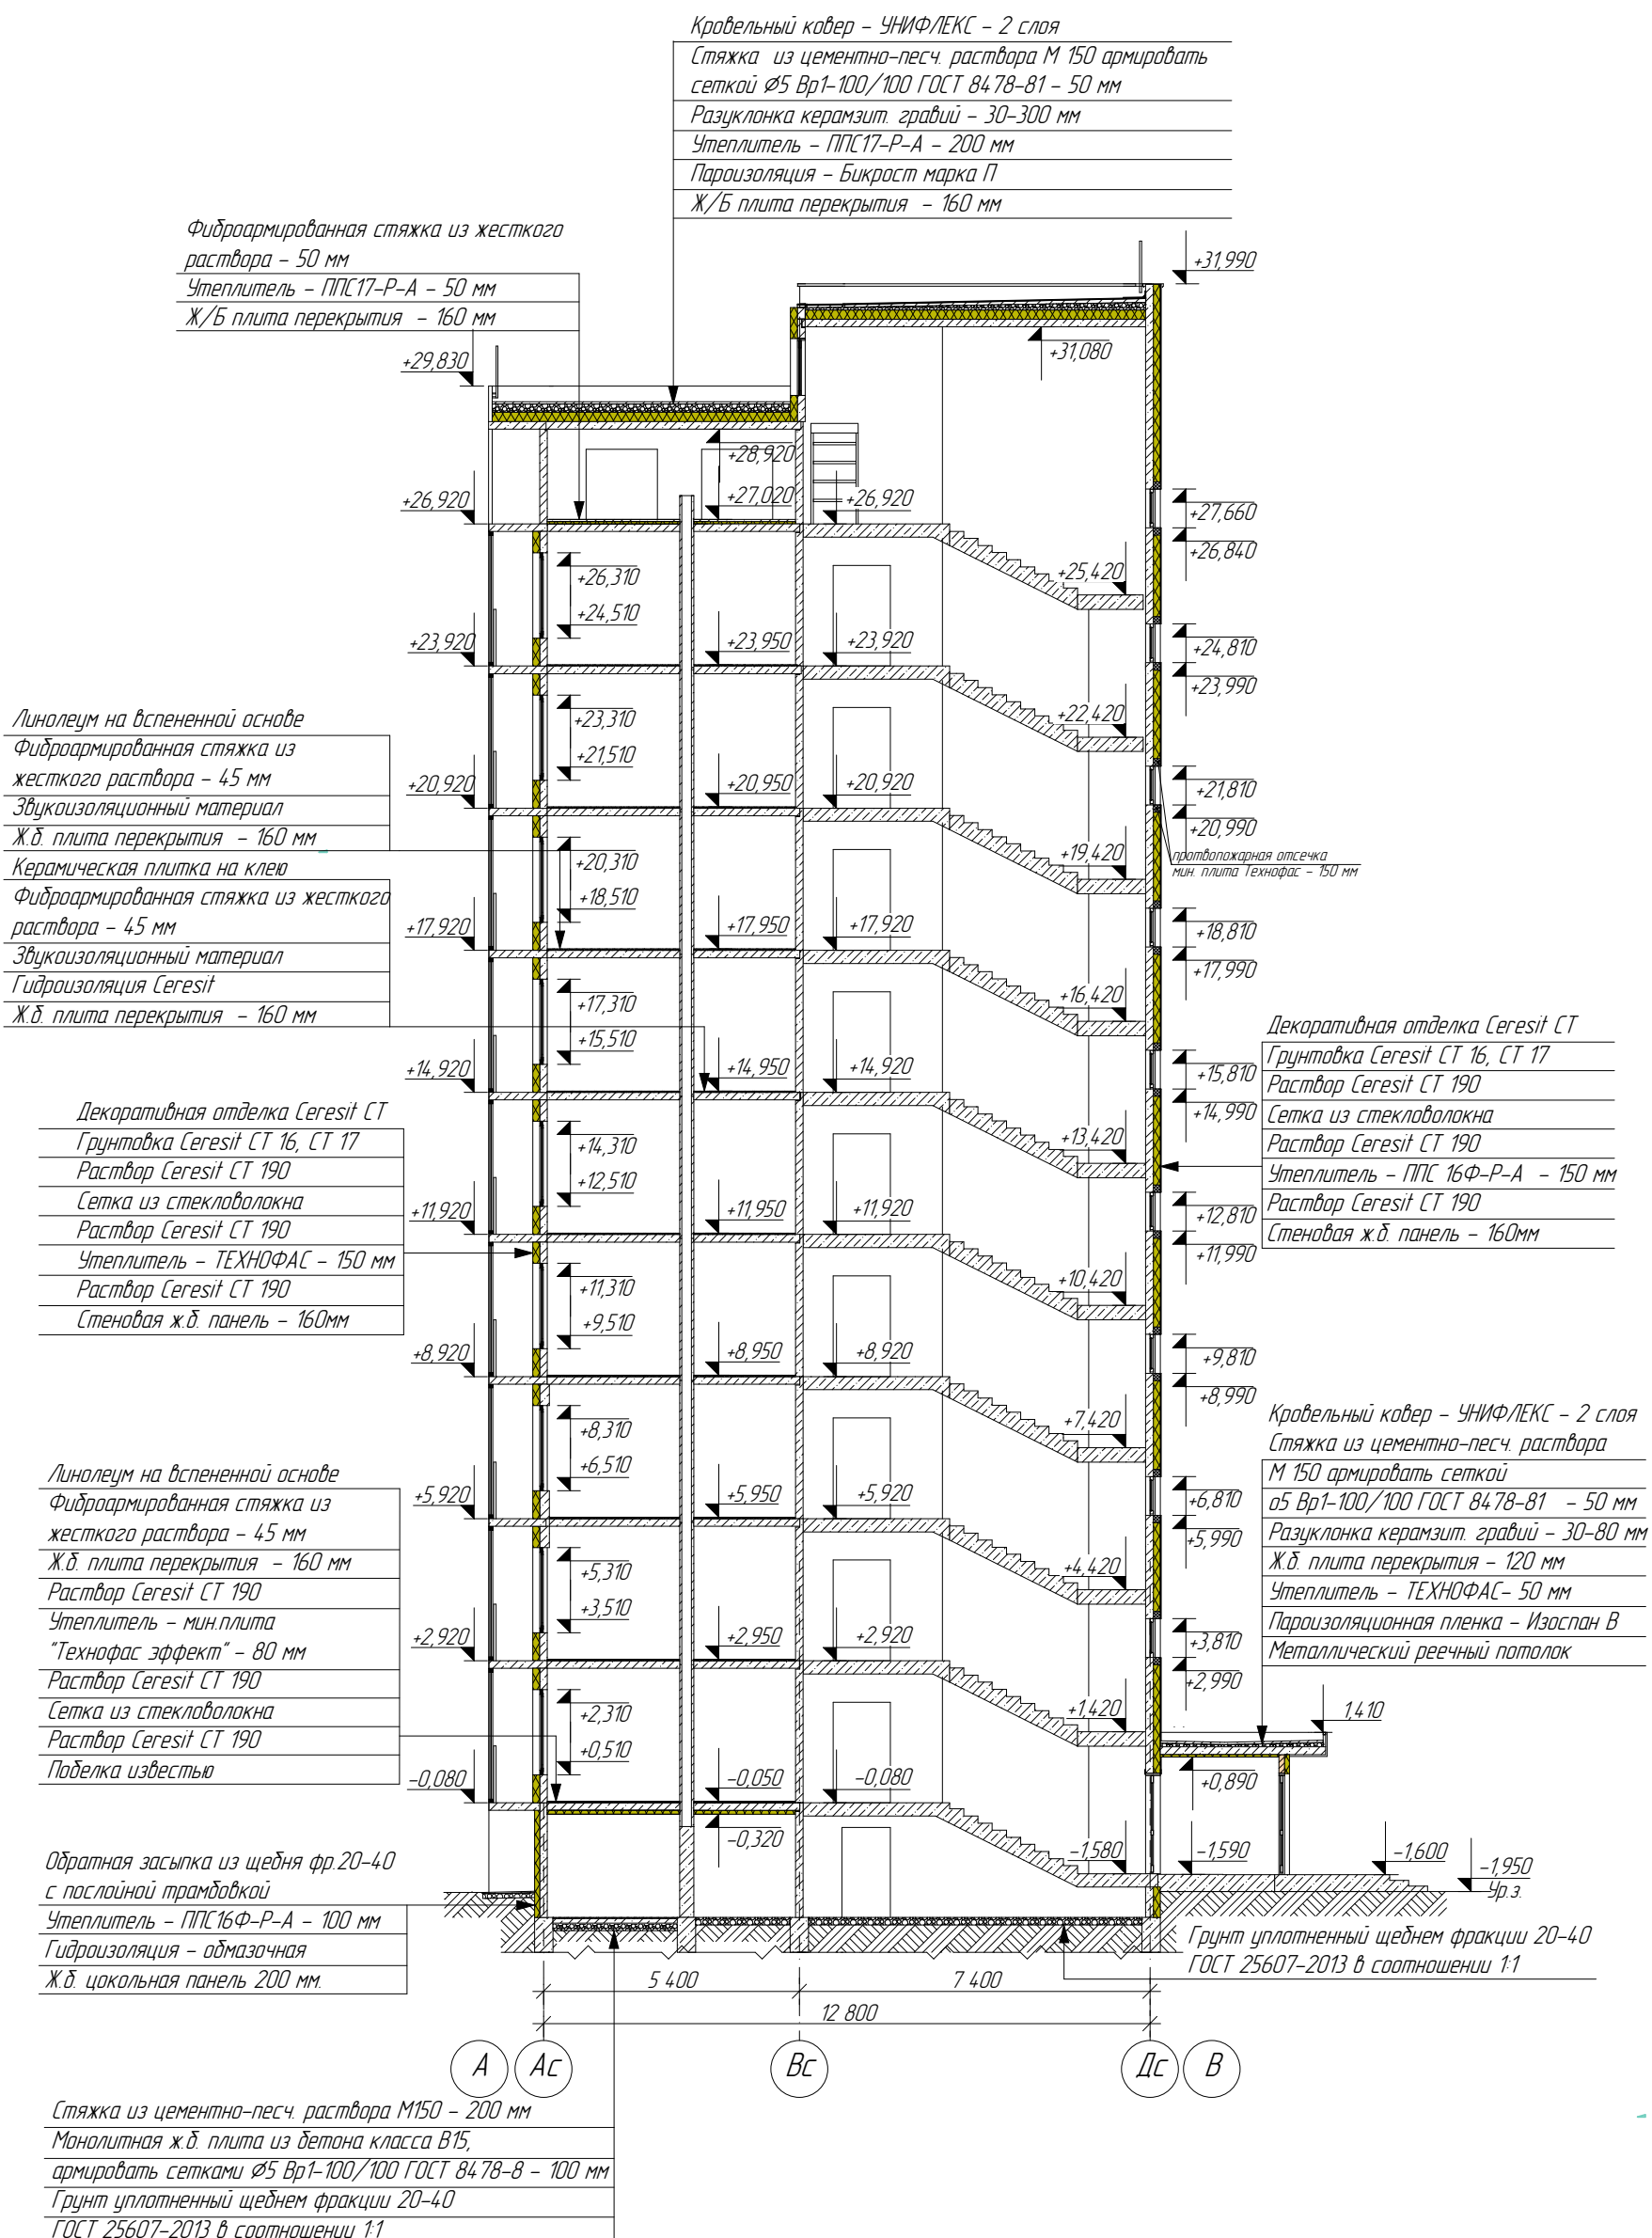 Кровельный ковер – УНИФЛЕКС – 2 слоя
Стяжка из цементно-песч. раствора М 150 армировать
сеткой Ø5 Вр1-100/100 ГОСТ 8478-81 – 50 мм
Разуклонка керамзит. гравий – 30-300 мм
Утеплитель – ППС17-Р-А – 200 мм
Пароизоляция – Бикрост марка П
Ж/Б плита перекрытия – 160 мм
Фиброармированная стяжка из жесткого
раствора – 50 мм
Утеплитель – ППС17-Р-А – 50 мм
Ж/Б плита перекрытия – 160 мм
+31,990
+31,080
+29,830
+28,920
+27,020
+26,920
+26,920
+27,660
+26,840
+26,310
+24,510
+25,420
+23,920
+23,950
+23,920
+24,810
+23,990
+23,310
+21,510
+22,420
+20,920
+20,950
+20,920
+21,810
+20,990
Линолеум на вспененной основе
Фиброармированная стяжка из
жесткого раствора – 45 мм
Звукоизоляционный материал
Ж.б. плита перекрытия – 160 мм
Керамическая плитка на клею
Фиброармированная стяжка из жесткого
раствора – 45 мм
Звукоизоляционный материал
Гидроизоляция Ceresit
Ж.б. плита перекрытия – 160 мм
+20,310
+18,510
+19,420
протвопожарная отсечка
мин. плита Технофас – 150 мм
+17,920
+17,950
+17,920
+18,810
+17,990
+17,310
+15,510
+16,420
+14,920
+14,950
+14,920
+15,810
+14,990
Декоративная отделка Ceresit CT
Грунтовка Ceresit CT 16, CT 17
Раствор Ceresit CT 190
Сетка из стекловолокна
Раствор Ceresit CT 190
Утеплитель – ППС 16Ф-Р-А – 150 мм
Раствор Ceresit CT 190
Стеновая ж.б. панель – 160мм
Декоративная отделка Ceresit CT
Грунтовка Ceresit CT 16, CT 17
Раствор Ceresit CT 190
Сетка из стекловолокна
Раствор Ceresit CT 190
Утеплитель – ТЕХНОФАС – 150 мм
Раствор Ceresit CT 190
Стеновая ж.б. панель – 160мм
+14,310
+12,510
+13,420
+11,920
+11,950
+11,920
+12,810
+11,990
+11,310
+9,510
+10,420
+8,920
+8,950
+8,920
+9,810
+8,990
+8,310
+6,510
+7,420
+5,920
+5,950
+5,920
+6,810
+5,990
Кровельный ковер – УНИФЛЕКС – 2 слоя
Стяжка из цементно-песч. раствора
М 150 армировать сеткой
о5 Вр1-100/100 ГОСТ 8478-81 – 50 мм
Разуклонка керамзит. гравий – 30-80 мм
Ж.б. плита перекрытия – 120 мм
Утеплитель – ТЕХНОФАС– 50 мм
Пароизоляционная пленка – Изоспан В
Металлический реечный потолок
Линолеум на вспененной основе
Фиброармированная стяжка из
жесткого раствора – 45 мм
Ж.б. плита перекрытия – 160 мм
Раствор Ceresit CT 190
Утеплитель – мин.плита
"Технофас эффект" – 80 мм
Раствор Ceresit CT 190
Сетка из стекловолокна
Раствор Ceresit CT 190
Побелка известью
+5,310
+3,510
+4,420
+2,920
+2,950
+2,920
+3,810
+2,990
+2,310
+0,510
+1,420
1,410
-0,080
-0,050
-0,080
+0,890
-0,320
-1,580
-1,590
-1,600
-1,950
Ур.з.
Обратная засыпка из щебня фр.20-40
с послойной трамбовкой
Утеплитель – ППС16Ф-Р-А – 100 мм
Гидроизоляция – обмазочная
Ж.б. цокольная панель 200 мм.
Грунт уплотненный щебнем фракции 20-40
ГОСТ 25607-2013 в соотношении 1:1
5 400
7 400
12 800
А
Ас
Вс
Дс
В
Стяжка из цементно-песч. раствора М150 – 200 мм
Монолитная ж.б. плита из бетона класса В15,
армировать сетками Ø5 Вр1-100/100 ГОСТ 8478-8 – 100 мм
Грунт уплотненный щебнем фракции 20-40
ГОСТ 25607-2013 в соотношении 1:1